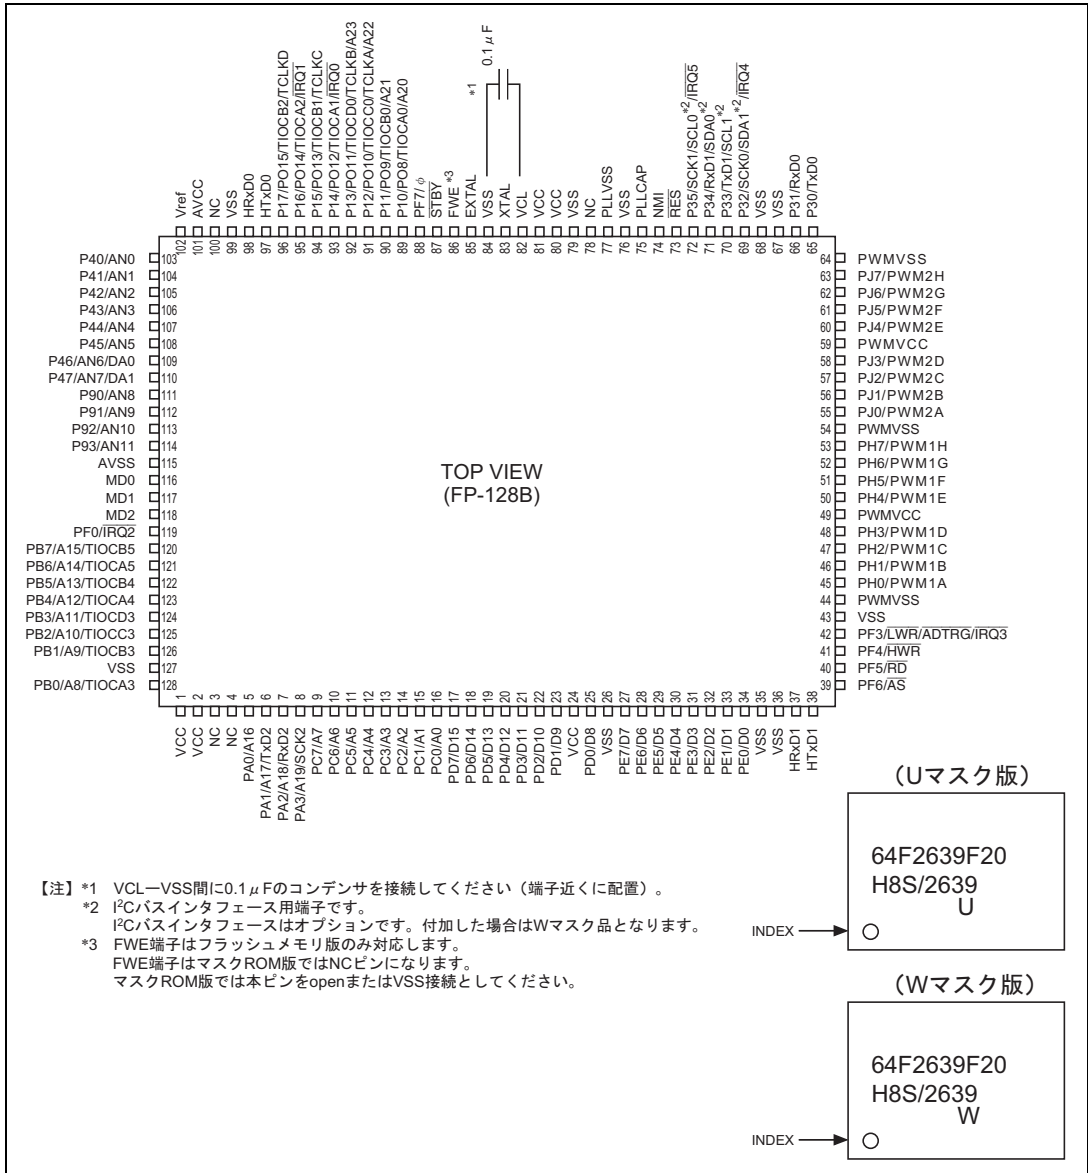 0.1μF
*1
102 Vref
101 AVCC
100 NC
99 VSS
98 HRxD0
97 HTxD0
96 P17/PO15/TIOCB2/TCLKD
95 P16/PO14/TIOCA2/IRQ1
94 P15/PO13/TIOCB1/TCLKC
93 P14/PO12/TIOCA1/IRQ0
92 P13/PO11/TIOCD0/TCLKB/A23
91 P12/PO10/TIOCC0/TCLKA/A22
90 P11/PO9/TIOCB0/A21
89 P10/PO8/TIOCA0/A20
88 PF7/φ
87 STBY
86 FWE*3
85 EXTAL
84 VSS
83 XTAL
82 VCL
81 VCC
80 VCC
79 VSS
78 NC
77 PLLVSS
76 VSS
75 PLLCAP
74 NMI
73 RES
72 P35/SCK1/SCL0*2/IRQ5
71 P34/RxD1/SDA0*2
70 P33/TxD1/SCL1*2
69 P32/SCK0/SDA1*2/IRQ4
68 VSS
67 VSS
66 P31/RxD0
65 P30/TxD0
P40/AN0 103
P41/AN1 104
P42/AN2 105
P43/AN3 106
P44/AN4 107
P45/AN5 108
P46/AN6/DA0 109
P47/AN7/DA1 110
P90/AN8 111
P91/AN9 112
P92/AN10 113
P93/AN11 114
AVSS 115
MD0 116
MD1 117
MD2 118
PF0/IRQ2 119
PB7/A15/TIOCB5 120
PB6/A14/TIOCA5 121
PB5/A13/TIOCB4 122
PB4/A12/TIOCA4 123
PB3/A11/TIOCD3 124
PB2/A10/TIOCC3 125
PB1/A9/TIOCB3 126
VSS 127
PB0/A8/TIOCA3 128
TOP VIEW
(FP-128B)
64 PWMVSS
63 PJ7/PWM2H
62 PJ6/PWM2G
61 PJ5/PWM2F
60 PJ4/PWM2E
59 PWMVCC
58 PJ3/PWM2D
57 PJ2/PWM2C
56 PJ1/PWM2B
55 PJ0/PWM2A
54 PWMVSS
53 PH7/PWM1H
52 PH6/PWM1G
51 PH5/PWM1F
50 PH4/PWM1E
49 PWMVCC
48 PH3/PWM1D
47 PH2/PWM1C
46 PH1/PWM1B
45 PH0/PWM1A
44 PWMVSS
43 VSS
42 PF3/LWR/ADTRG/IRQ3
41 PF4/HWR
40 PF5/RD
39 PF6/AS
1 VCC
2 VCC
3 NC
4 NC
5 PA0/A16
6 PA1/A17/TxD2
7 PA2/A18/RxD2
8 PA3/A19/SCK2
9 PC7/A7
10 PC6/A6
11 PC5/A5
12 PC4/A4
13 PC3/A3
14 PC2/A2
15 PC1/A1
16 PC0/A0
17 PD7/D15
18 PD6/D14
19 PD5/D13
20 PD4/D12
21 PD3/D11
22 PD2/D10
23 PD1/D9
24 VCC
25 PD0/D8
26 VSS
27 PE7/D7
28 PE6/D6
29 PE5/D5
30 PE4/D4
31 PE3/D3
32 PE2/D2
33 PE1/D1
34 PE0/D0
35 VSS
36 VSS
37 HRxD1
38 HTxD1
【注】*1 VCLーVSS間に0.1μFのコンデンサを接続してください（端子近くに配置）。
*2 I²Cバスインタフェース用端子です。
I²Cバスインタフェースはオプションです。付加した場合はWマスク品となります。
*3 FWE端子はフラッシュメモリ版のみ対応します。
FWE端子はマスクROM版ではNCピンになります。
マスクROM版では本ピンをopenまたはVSS接続としてください。
（Uマスク版）
64F2639F20
H8S/2639
U
INDEX
（Wマスク版）
64F2639F20
H8S/2639
W
INDEX